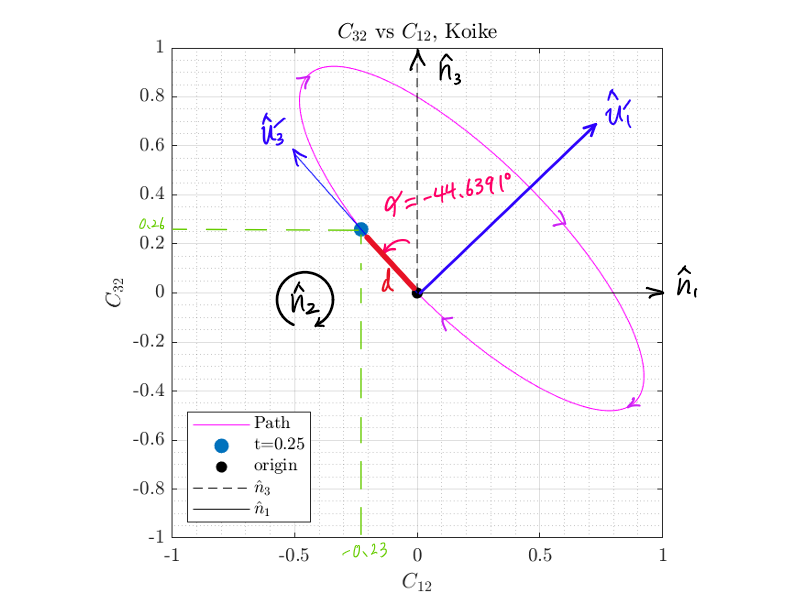 C₃₂ vs C₁₂, Koike
1
n̂₃
0.8
û₁'
0.6
û₃'
0.4
α = -44.6391°
0.26
0.2
d
0
n̂₁
C₃₂
n̂₂
-0.2
-0.4
Path
t=0.25
origin
n̂₃
n̂₁
-0.6
-0.8
-1
-1
-0.5
-0.23
0
0.5
1
C₁₂